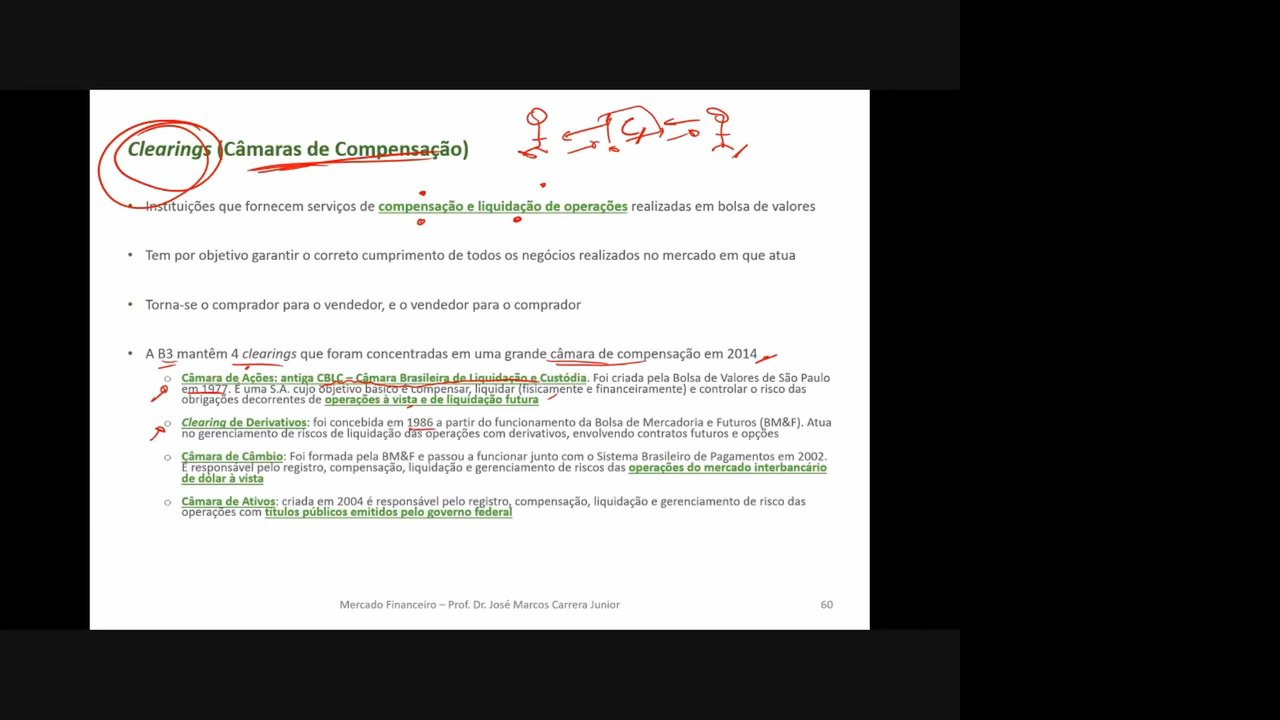 Clearings (Câmaras de Compensação)
C
• Instituições que fornecem serviços de compensação e liquidação de operações realizadas em bolsa de valores
• Tem por objetivo garantir o correto cumprimento de todos os negócios realizados no mercado em que atua
• Torna-se o comprador para o vendedor, e o vendedor para o comprador
• A B3 mantêm 4 clearings que foram concentradas em uma grande câmara de compensação em 2014
o Câmara de Ações: antiga CBLC – Câmara Brasileira de Liquidação e Custódia. Foi criada pela Bolsa de Valores de São Paulo
em 1977. É uma S.A. cujo objetivo básico é compensar, liquidar (fisicamente e financeiramente) e controlar o risco das
obrigações decorrentes de operações à vista e de liquidação futura
o Clearing de Derivativos: foi concebida em 1986 a partir do funcionamento da Bolsa de Mercadoria e Futuros (BM&F). Atua
no gerenciamento de riscos de liquidação das operações com derivativos, envolvendo contratos futuros e opções
o Câmara de Câmbio: Foi formada pela BM&F e passou a funcionar junto com o Sistema Brasileiro de Pagamentos em 2002.
É responsável pelo registro, compensação, liquidação e gerenciamento de riscos das operações do mercado interbancário
de dólar à vista
o Câmara de Ativos: criada em 2004 é responsável pelo registro, compensação, liquidação e gerenciamento de risco das
operações com títulos públicos emitidos pelo governo federal
Mercado Financeiro – Prof. Dr. José Marcos Carrera Junior
60